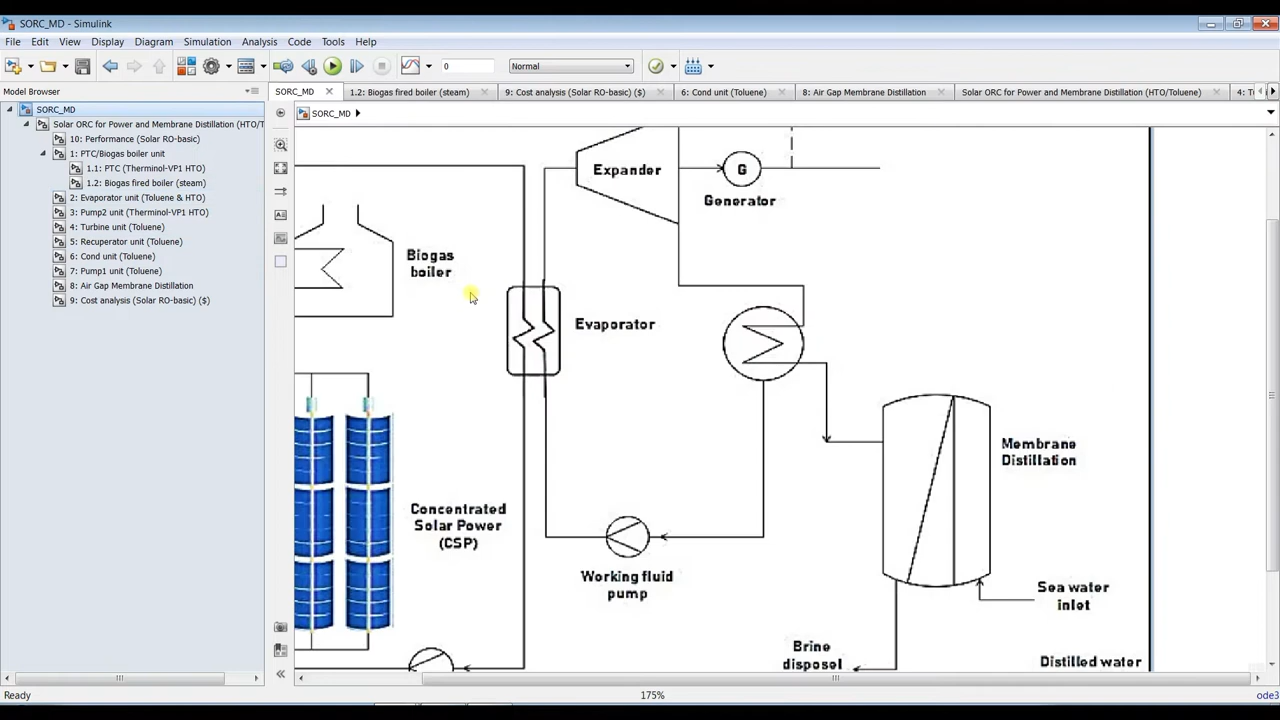 SORC_MD - Simulink
File Edit View Display Diagram Simulation Analysis Code Tools Help
0
Normal
Model Browser
SORC_MD
1.2: Biogas fired boiler (steam)
9: Cost analysis (Solar RO-basic) ($)
6: Cond unit (Toluene)
8: Air Gap Membrane Distillation
Solar ORC for Power and Membrane Distillation (HTO/Toluene)
SORC_MD
Solar ORC for Power and Membrane Distillation (HTO/T
10: Performance (Solar RO-basic)
1: PTC/Biogas boiler unit
1.1: PTC (Therminol-VP1 HTO)
1.2: Biogas fired boiler (steam)
2: Evaporator unit (Toluene & HTO)
3: Pump2 unit (Therminol-VP1 HTO)
4: Turbine unit (Toluene)
5: Recuperator unit (Toluene)
6: Cond unit (Toluene)
7: Pump1 unit (Toluene)
8: Air Gap Membrane Distillation
9: Cost analysis (Solar RO-basic) ($)
SORC_MD
Expander
G
Generator
Biogas
boiler
Evaporator
Membrane
Distillation
Concentrated
Solar Power
(CSP)
Working fluid
pump
Sea water
inlet
Brine
disposel
Distilled water
Ready
175%
ode3